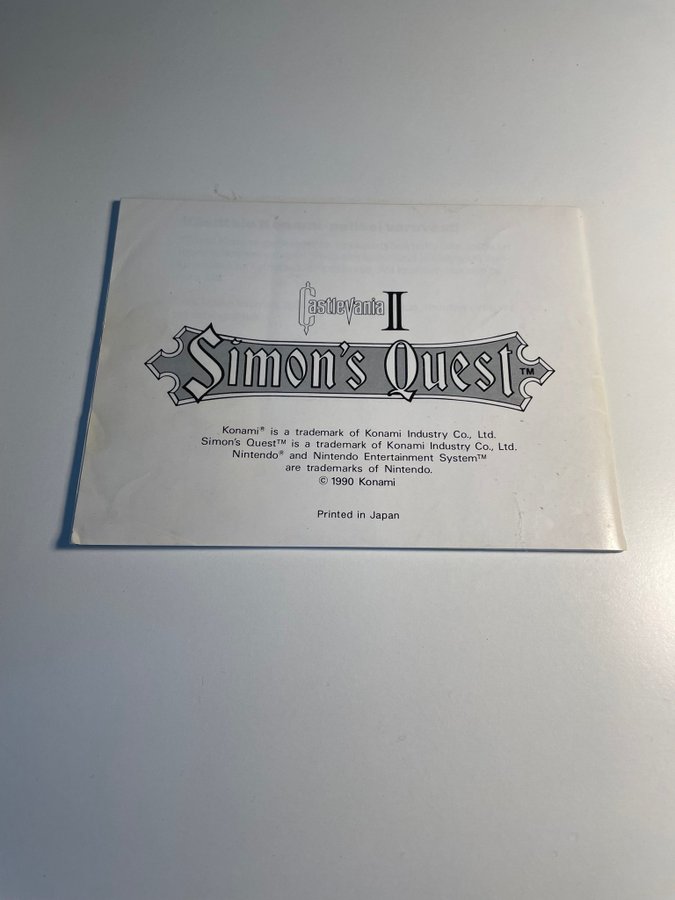 Castlevania II
Simon's Quest™
Konami® is a trademark of Konami Industry Co., Ltd.
Simon's Quest™ is a trademark of Konami Industry Co., Ltd.
Nintendo® and Nintendo Entertainment System™
are trademarks of Nintendo.
© 1990 Konami
Printed in Japan